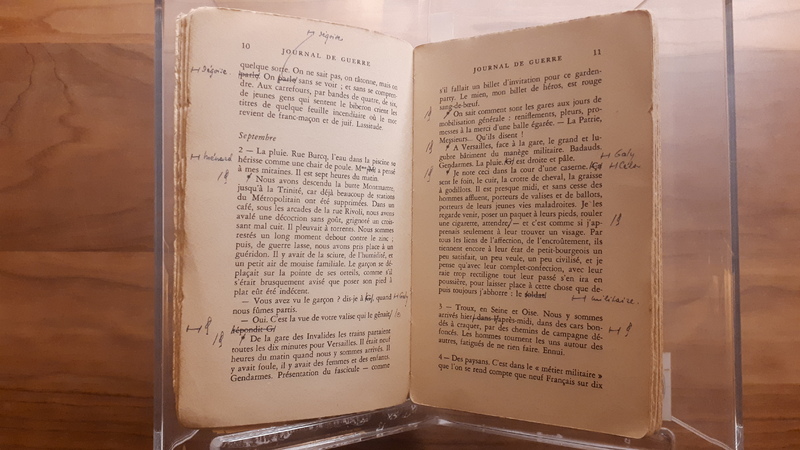 ⊢ dégoise
10 JOURNAL DE GUERRE
quelque sorte. On ne sait pas, on tâtonne, mais on
parle. On parle sans se voir ; et sans se compren-
⊢ dégoise
dre. Aux carrefours, par bandes de quatre, de six,
de jeunes gens qui sentent le biberon crient les
titres de quelque feuille incendiaire où le mot
revient de franc-maçon et de juif. Lassitude.
Septembre
2 — La pluie. Rue Burcq, l'eau dans la piscine se
hérisse comme une chair de poule. M a pensé
à mes mitaines. Il est sept heures du matin
Nous avons descendu la butte Montmartre,
jusqu'à la Trinité, car déjà beaucoup de stations
du Métropolitain ont été supprimées. Dans un
café, sous les arcades de la rue Rivoli, nous avons
avalé une décoction sans goût, grignoté un crois-
sant mal cuit. Il pleuvait à torrents. Nous sommes
restés un long moment debout contre le zinc ;
puis, de guerre lasse, nous avons pris place à un
guéridon. Il y avait de la sciure, de l'humidité, et
un petit air de mouise familiale. Le garçon se dé-
plaçait sur la pointe de ses orteils, comme s'il
s'était brusquement avisé que poser son pied à
plat eût été indécent.
— Vous avez vu le garçon ? dis-je à quand
nous fûmes partis.
— Oui. C'est la vue de votre valise qui le gênait
répondit G/
De la gare des Invalides les trains partaient
toutes les dix minutes pour Versailles. Il était neuf
heures du matin quand nous y sommes arrivés. Il
y avait foule, il y avait des femmes et des enfants.
Gendarmes. Présentation du fascicule — comme
JOURNAL DE GUERRE 11
s'il fallait un billet d'invitation pour ce garden-
party. Le mien, mon billet de héros, est rouge
sang-de-bœuf.
On sait comment sont les gares aux jours de
mobilisation générale : reniflements, pleurs, pro-
messes à la merci d'une balle égarée. — La Patrie,
Messieurs... Qu'ils disent !
A Versailles, face à la gare, le grand et lu-
gubre bâtiment du manège militaire. Badauds.
Gendarmes. La pluie est droite et pâle.
Je note ceci dans la cour d'une caserne. Ça
sent le foin, le cuir, la crotte de cheval, la graisse
à godillots. Il est presque midi, et sans cesse des
hommes affluent, porteurs de valises et de ballots,
porteurs de leurs jeunes vies maladroites. Je les
regarde venir, poser un paquet à leurs pieds, rouler
une cigarette, attendre — et c'est comme si j'ap-
prenais seulement à leur trouver un visage. Par
tous les liens de l'affection, de l'encroûtement, ils
tiennent encore à leur état de petit-bourgeois un
peu satisfait, un peu veule, un peu civilisé, et je
pense qu'avec leur complet-confection, avec leur
raie trop rectiligne tout leur passé s'en ira en
poussière, pour laisser place à cette chose que de-
puis toujours j'abhorre : le soldat
⊢ militaire.
3 — Troux, en Seine et Oise. Nous y sommes
arrivés hier dans l'après-midi, dans des cars bon-
dés à craquer, par des chemins de campagne dé-
foncés. Les hommes tournent les uns autour des
autres, fatigués de ne rien faire. Ennui.
4 — Des paysans. C'est dans le « métier militaire »
que l'on se rend compte que neuf Français sur dix